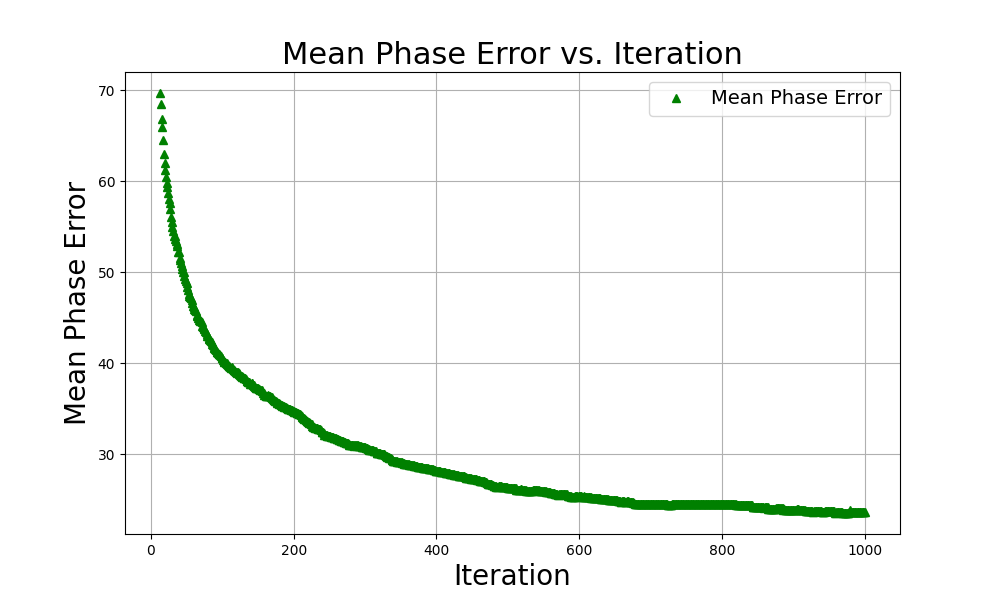 Mean Phase Error vs. Iteration
Mean Phase Error
70
60
50
40
30
Mean Phase Error
0 200 400 600 800 1000
Iteration